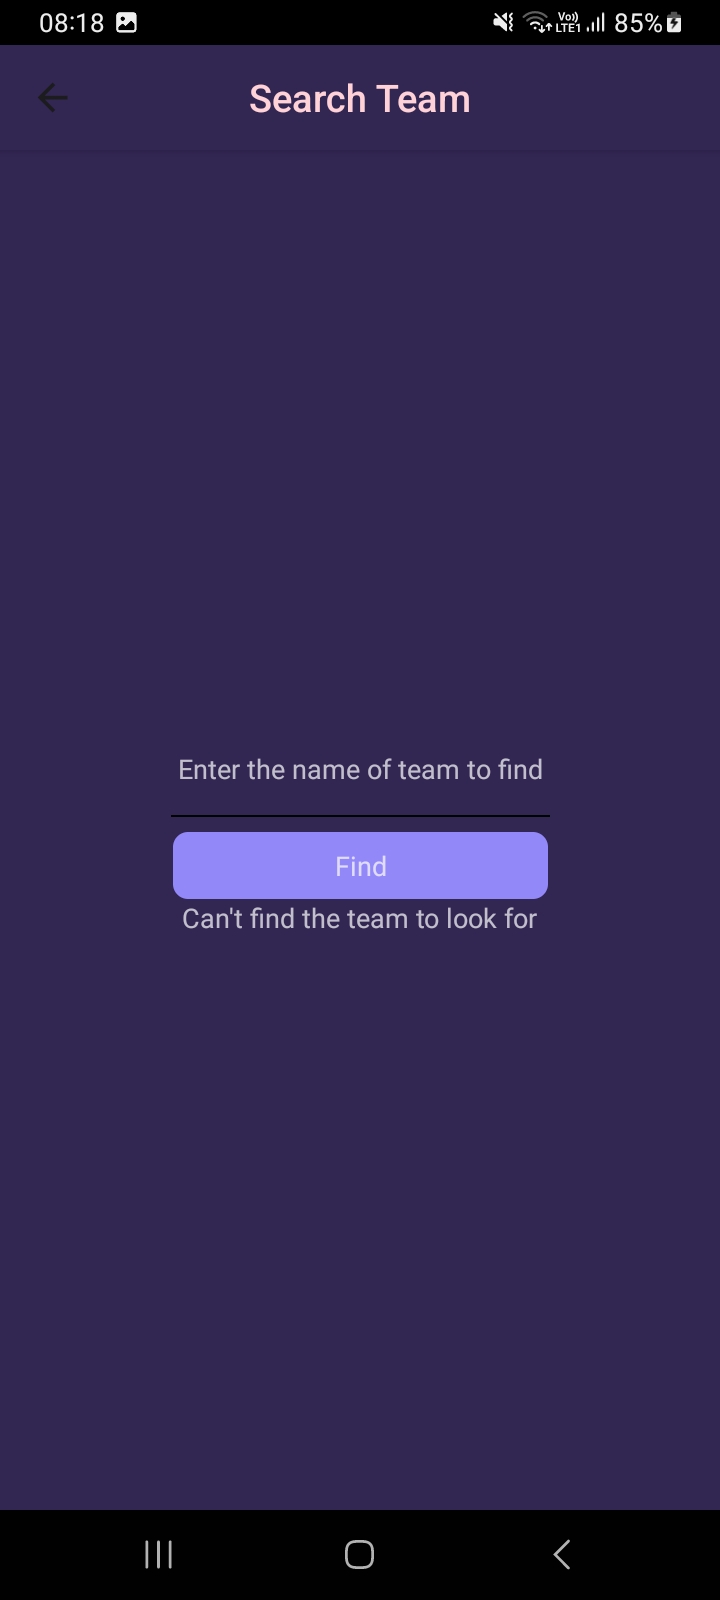 08:18 Vo)) LTE1 85%
Search Team
Enter the name of team to find
Find
Can't find the team to look for